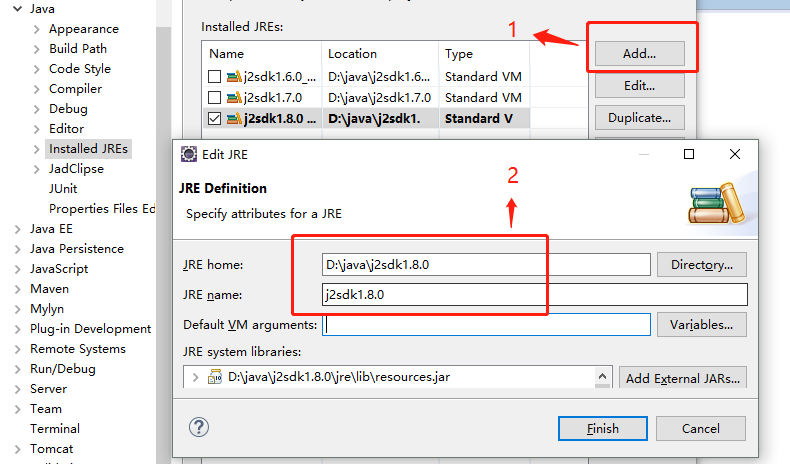 Java
Appearance
Build Path
Code Style
Compiler
Debug
Editor
Installed JREs
JadClipse
JUnit
Properties Files Ed
Java EE
Java Persistence
JavaScript
Maven
Mylyn
Plug-in Development
Remote Systems
Run/Debug
Server
Team
Terminal
Tomcat
Installed JREs:
1
Add...
Name Location Type
j2sdk1.6.0_... D:\java\j2sdk1.6... Standard VM
Edit...
j2sdk1.7.0 D:\java\j2sdk1.7.0 Standard VM
j2sdk1.8.0 ... D:\java\j2sdk1. Standard V
Duplicate...
Edit JRE
JRE Definition
Specify attributes for a JRE
2
JRE home: D:\java\j2sdk1.8.0 Directory...
JRE name: j2sdk1.8.0
Default VM arguments: Variables...
JRE system libraries:
D:\java\j2sdk1.8.0\jre\lib\resources.jar Add External JARs...
? Finish Cancel